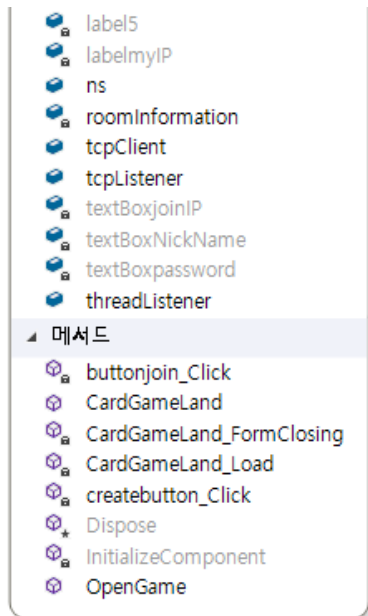 label5
labelmyIP
ns
roomInformation
tcpClient
tcpListener
textBoxjoinIP
textBoxNickName
textBoxpassword
threadListener
메서드
buttonjoin_Click
CardGameLand
CardGameLand_FormClosing
CardGameLand_Load
createbutton_Click
Dispose
InitializeComponent
OpenGame